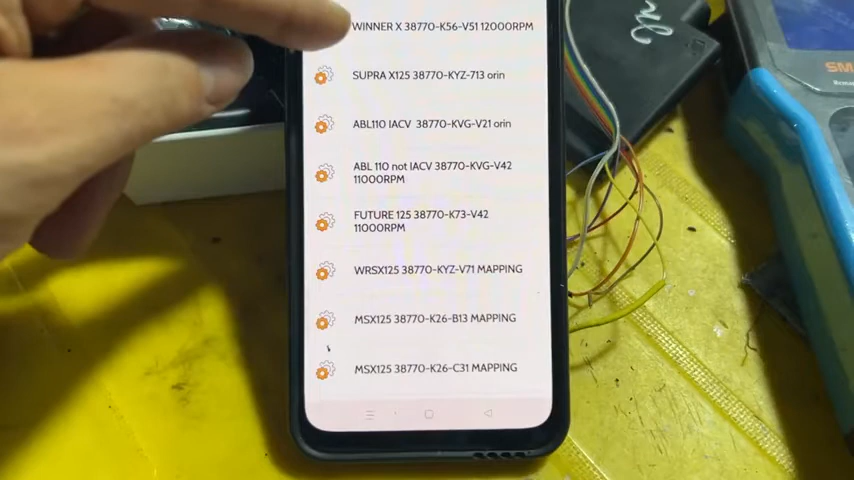 WINNER X 38770-K56-V51 12000RPM
SUPRA X125 38770-KYZ-713 orin
ABL110 IACV 38770-KVG-V21 orin
ABL 110 not IACV 38770-KVG-V42
11000RPM
FUTURE 125 38770-K73-V42
11000RPM
WRSX125 38770-KYZ-V71 MAPPING
MSX125 38770-K26-B13 MAPPING
MSX125 38770-K26-C31 MAPPING